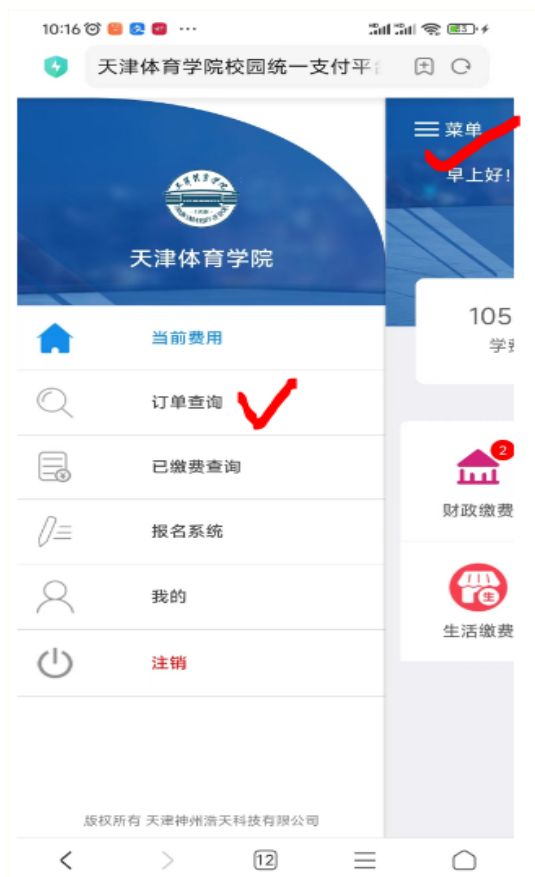 10:16
天津体育学院校园统一支付平
菜单
早上好!
天津体育学院
105
学
当前费用
订单查询
已缴费查询
2
财政缴费
报名系统
我的
生
生活缴费
注销
版权所有 天津神州浩天科技有限公司
12